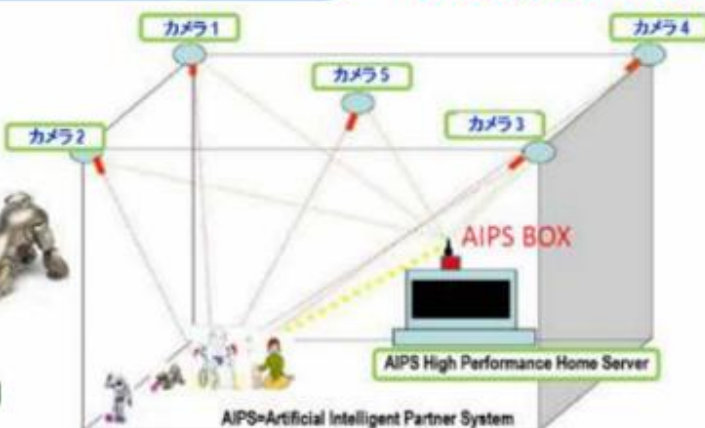 カメラ1
カメラ4
カメラ5
カメラ3
カメラ2
AIPS BOX
AIPS High Performance Home Server
AIPS=Artificial Intelligent Partner System